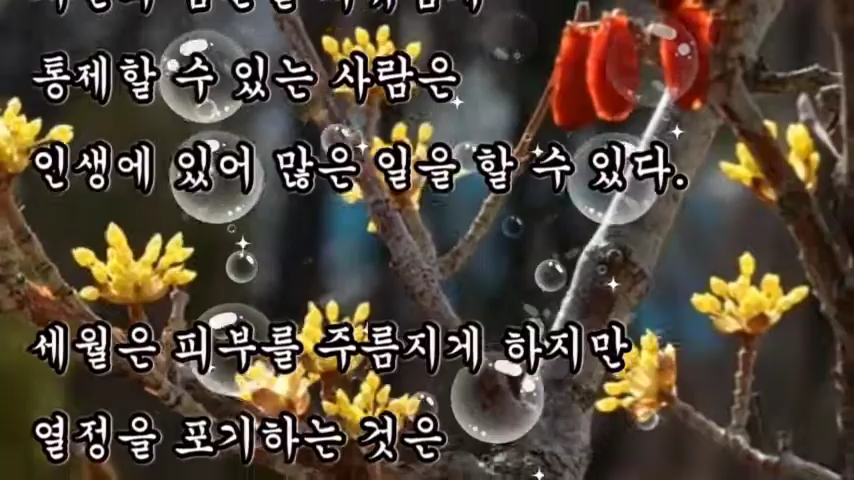 통제할 수 있는 사람은
인생에 있어 많은 일을 할 수 있다.
세월은 피부를 주름지게 하지만
열정을 포기하는 것은